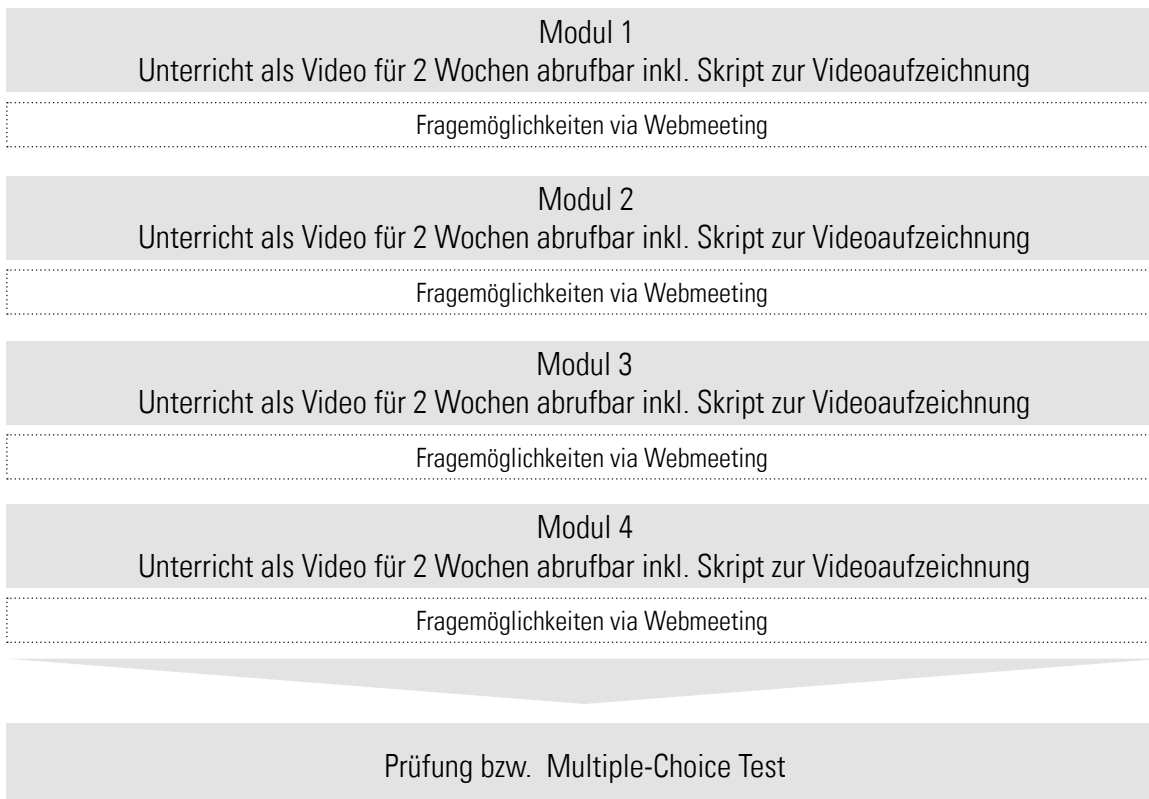 Modul 1
Unterricht als Video für 2 Wochen abrufbar inkl. Skript zur Videoaufzeichnung
Fragemöglichkeiten via Webmeeting
Modul 2
Unterricht als Video für 2 Wochen abrufbar inkl. Skript zur Videoaufzeichnung
Fragemöglichkeiten via Webmeeting
Modul 3
Unterricht als Video für 2 Wochen abrufbar inkl. Skript zur Videoaufzeichnung
Fragemöglichkeiten via Webmeeting
Modul 4
Unterricht als Video für 2 Wochen abrufbar inkl. Skript zur Videoaufzeichnung
Fragemöglichkeiten via Webmeeting
Prüfung bzw.  Multiple-Choice Test